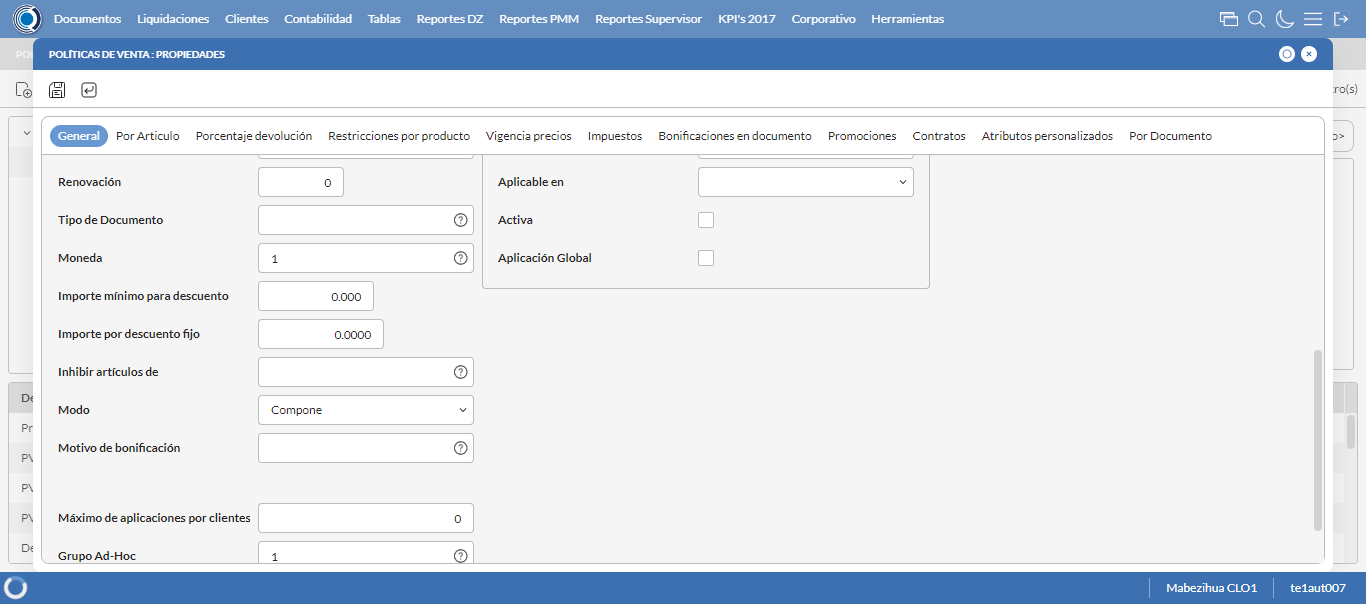 Documentos Liquidaciones Clientes Contabilidad Tablas Reportes DZ Reportes PMM Reportes Supervisor KPI's 2017 Corporativo Herramientas
POLÍTICAS DE VENTA : PROPIEDADES
ro(s)
General Por Articulo Porcentaje devolución Restricciones por producto Vigencia precios Impuestos Bonificaciones en documento Promociones Contratos Atributos personalizados Por Documento
Renovación 0 Aplicable en
Tipo de Documento Activa
Moneda 1 Aplicación Global
Importe mínimo para descuento 0.000
Importe por descuento fijo 0.0000
Inhibir artículos de
De
Modo Compone
Pr
Motivo de bonificación
PV
PV
Máximo de aplicaciones por clientes 0
PV
De
Grupo Ad-Hoc 1
Mabezihua CLO1 te1aut007